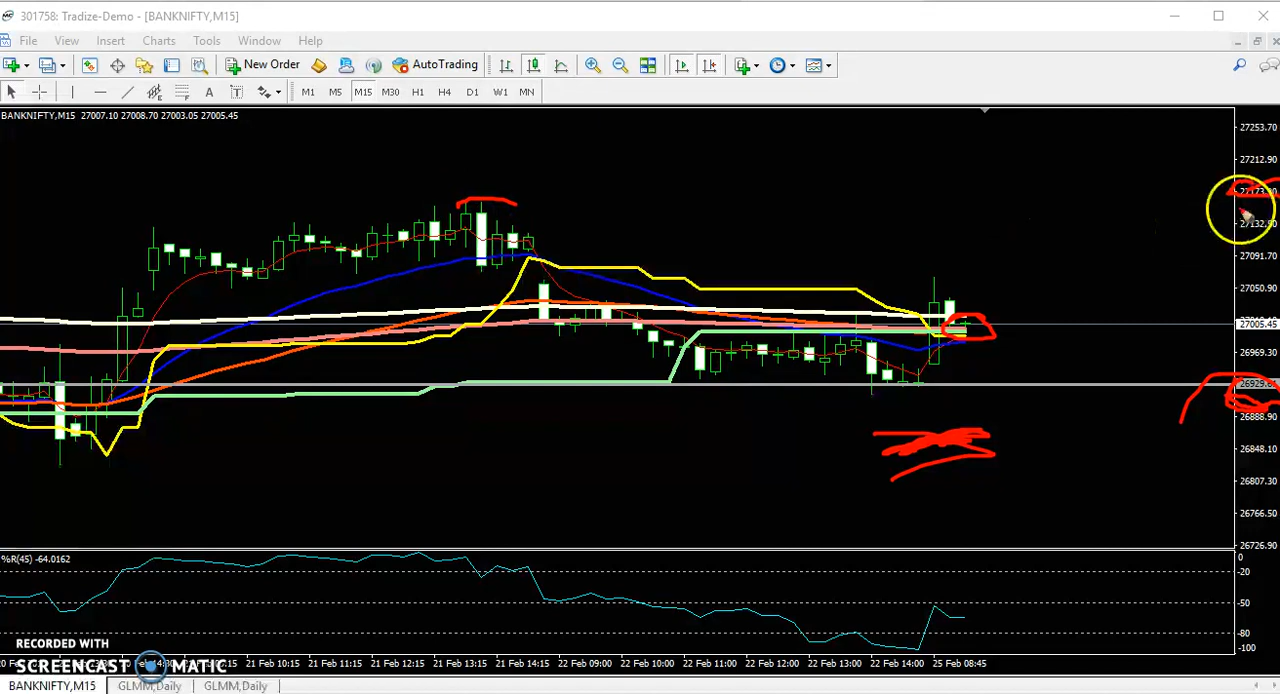 301758: Tradize-Demo - [BANKNIFTY,M15]
File View Insert Charts Tools Window Help
New Order AutoTrading
A T M1 M15 M30 H1 H4 D1 W1 MN
BANKNIFTY,M15 27007.10 27008.70 27003.05 27005.45
27253.70
27212.90
27091.70
27050.90
27005.45
26969.30
26888.90
26848.10
26807.30
26766.50
26726.90
%R(45) -64.0162
0
-20
-50
-80
-100
RECORDED WITH
SCREENCAST MATIC
21 Feb 10:15 21 Feb 11:15 21 Feb 12:15 21 Feb 13:15 21 Feb 14:15 22 Feb 09:00 22 Feb 10:00 22 Feb 11:00 22 Feb 12:00 22 Feb 13:00 22 Feb 14:00 25 Feb 08:45
BANKNIFTY,M15 GLMM,Daily GLMM,Daily